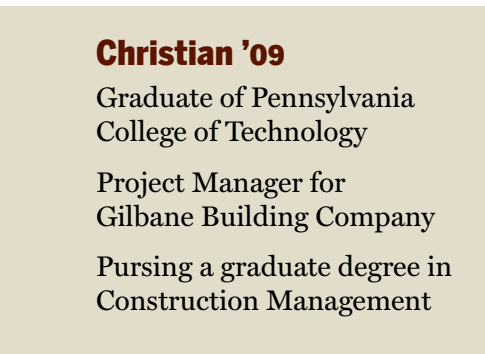 Christian ’09
Graduate of Pennsylvania
College of Technology
Project Manager for
Gilbane Building Company
Pursing a graduate degree in
Construction Management